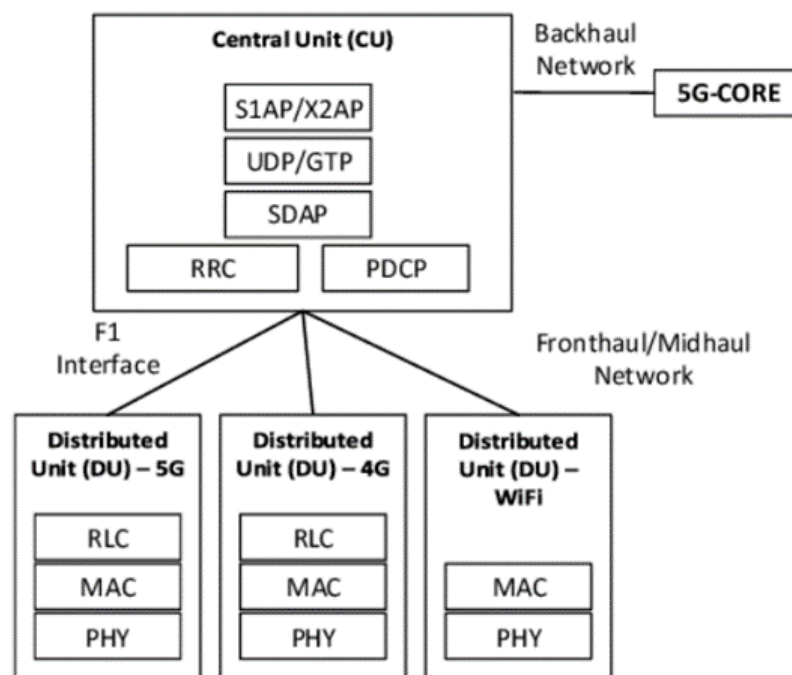 Central Unit (CU)
S1AP/X2AP
UDP/GTP
SDAP
RRC
PDCP
Backhaul
Network
5G-CORE
F1
Interface
Fronthaul/Midhaul
Network
Distributed
Unit (DU) – 5G
RLC
MAC
PHY
Distributed
Unit (DU) – 4G
RLC
MAC
PHY
Distributed
Unit (DU) –
WiFi
MAC
PHY